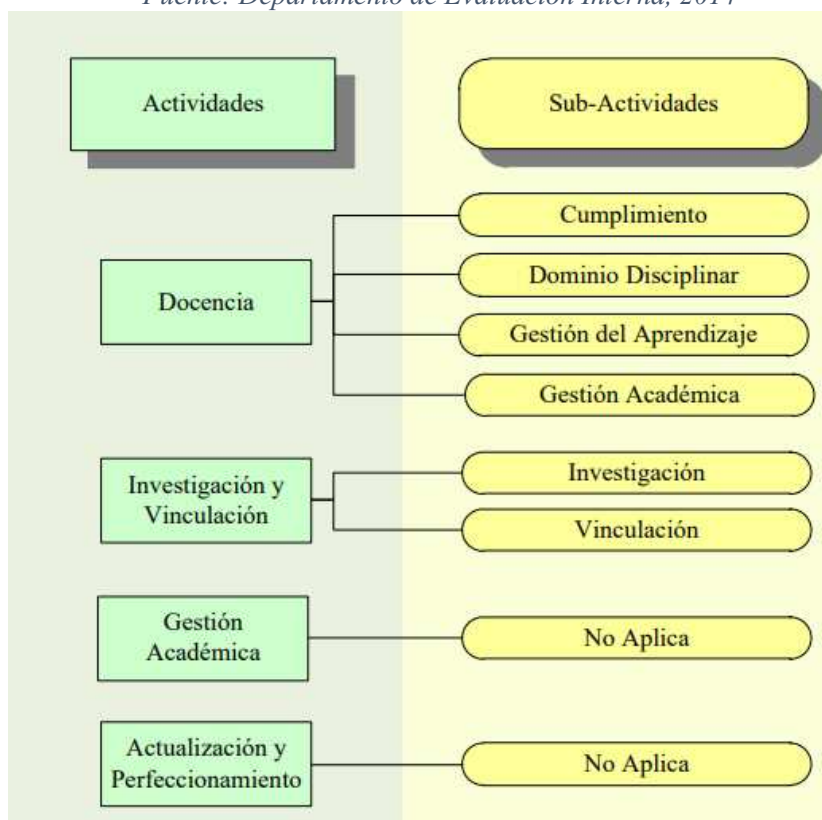 Fuente: Departamento de Evaluación Interna, 2014
Actividades
Sub-Actividades
Docencia
Cumplimiento
Dominio Disciplinar
Gestión del Aprendizaje
Gestión Académica
Investigación y
Vinculación
Investigación
Vinculación
Gestión
Académica
No Aplica
Actualización y
Perfeccionamiento
No Aplica